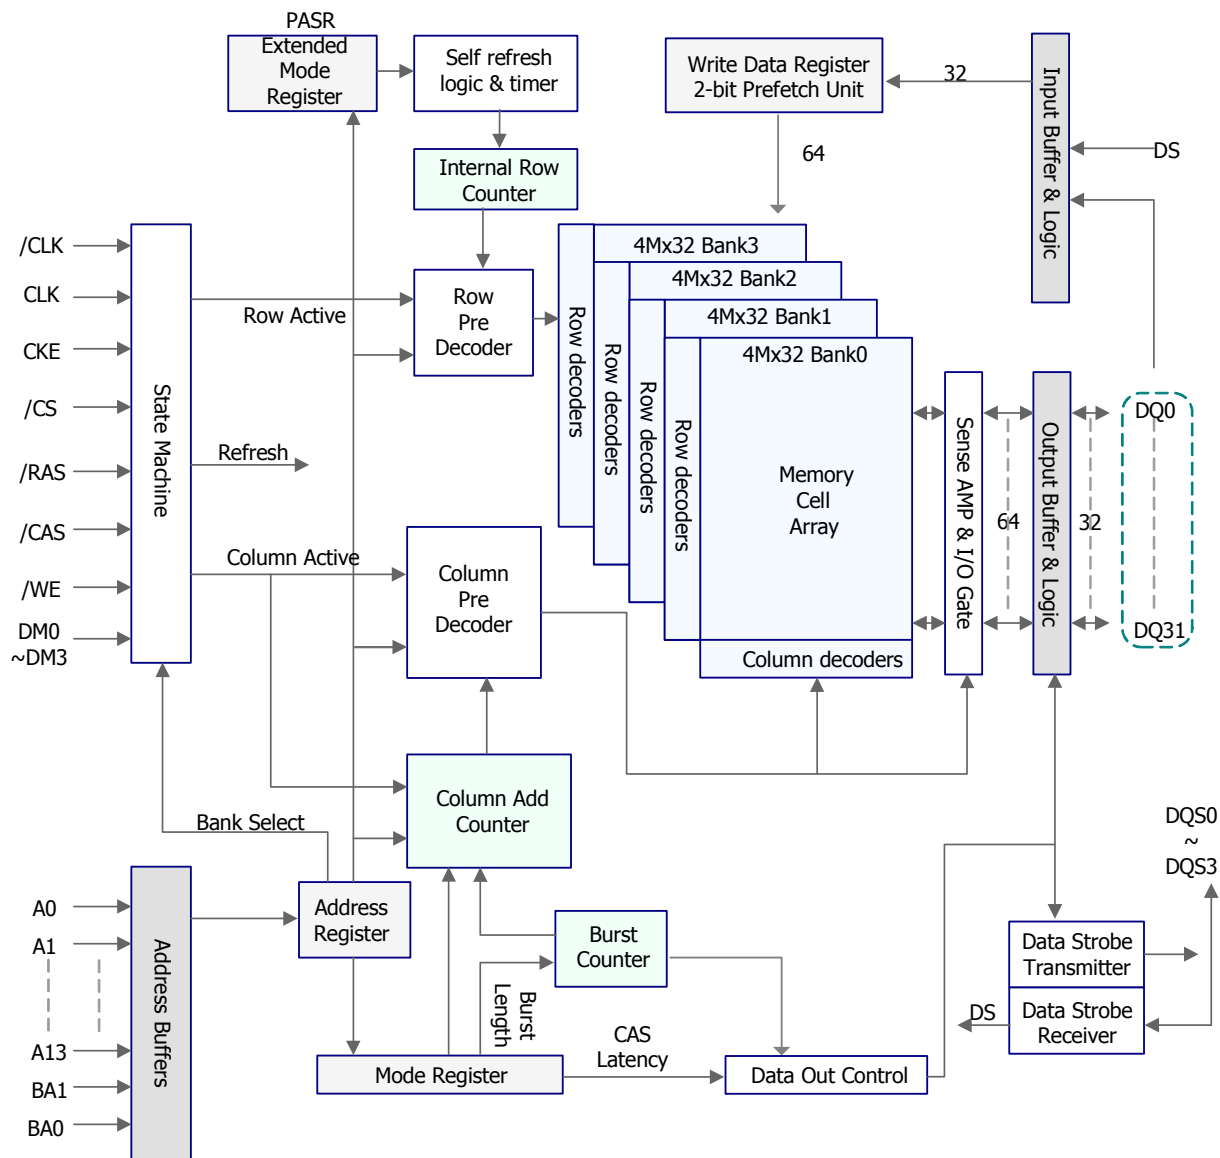 PASR
Extended
Mode
Register
Self refresh
logic & timer
Internal Row
Counter
Write Data Register
2-bit Prefetch Unit
32
64
Input Buffer & Logic
DS
/CLK
CLK
CKE
/CS
/RAS
/CAS
/WE
DM0
~DM3
State Machine
Row Active
Refresh
Column Active
Bank Select
Row
Pre
Decoder
Column
Pre
Decoder
Column Add
Counter
Row decoders
Row decoders
Row decoders
Row decoders
4Mx32 Bank3
4Mx32 Bank2
4Mx32 Bank1
4Mx32 Bank0
Memory
Cell
Array
Column decoders
Sense AMP & I/O Gate
64
Output Buffer & Logic
32
DQ0
DQ31
A0
A1
A13
BA1
BA0
Address Buffers
Address
Register
Burst
Counter
Burst
Length
Mode Register
CAS
Latency
Data Out Control
DQS0
~
DQS3
Data Strobe
Transmitter
Data Strobe
Receiver
DS